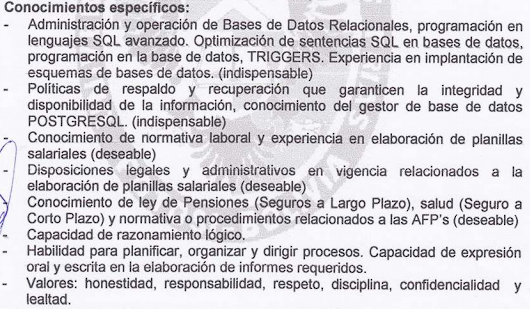 Conocimientos específicos:
- Administración y operación de Bases de Datos Relacionales, programación en
lenguajes SQL avanzado. Optimización de sentencias SQL en bases de datos,
programación en la base de datos, TRIGGERS. Experiencia en implantación de
esquemas de bases de datos. (indispensable)
- Políticas de respaldo y recuperación que garanticen la integridad y
disponibilidad de la información, conocimiento del gestor de base de datos
POSTGRESQL. (indispensable)
- Conocimiento de normativa laboral y experiencia en elaboración de planillas
salariales (deseable)
- Disposiciones legales y administrativos en vigencia relacionados a la
elaboración de planillas salariales (deseable)
- Conocimiento de ley de Pensiones (Seguros a Largo Plazo), salud (Seguro a
Corto Plazo) y normativa o procedimientos relacionados a las AFP's (deseable)
- Capacidad de razonamiento lógico.
- Habilidad para planificar, organizar y dirigir procesos. Capacidad de expresión
oral y escrita en la elaboración de informes requeridos.
- Valores: honestidad, responsabilidad, respeto, disciplina, confidencialidad y
lealtad.